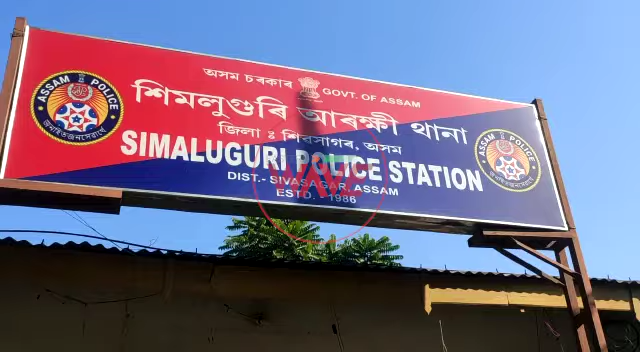 অসম চৰকাৰ GOVT. OF ASSAM
শিমলুগুৰি আৰক্ষী থানা
জিলা : শিৱসাগৰ, অসম
SIMALUGURI POLICE STATION
DIST.- SIVASAGAR, ASSAM
ESTD. - 1986
ASSAM POLICE
ASSAM POLICE